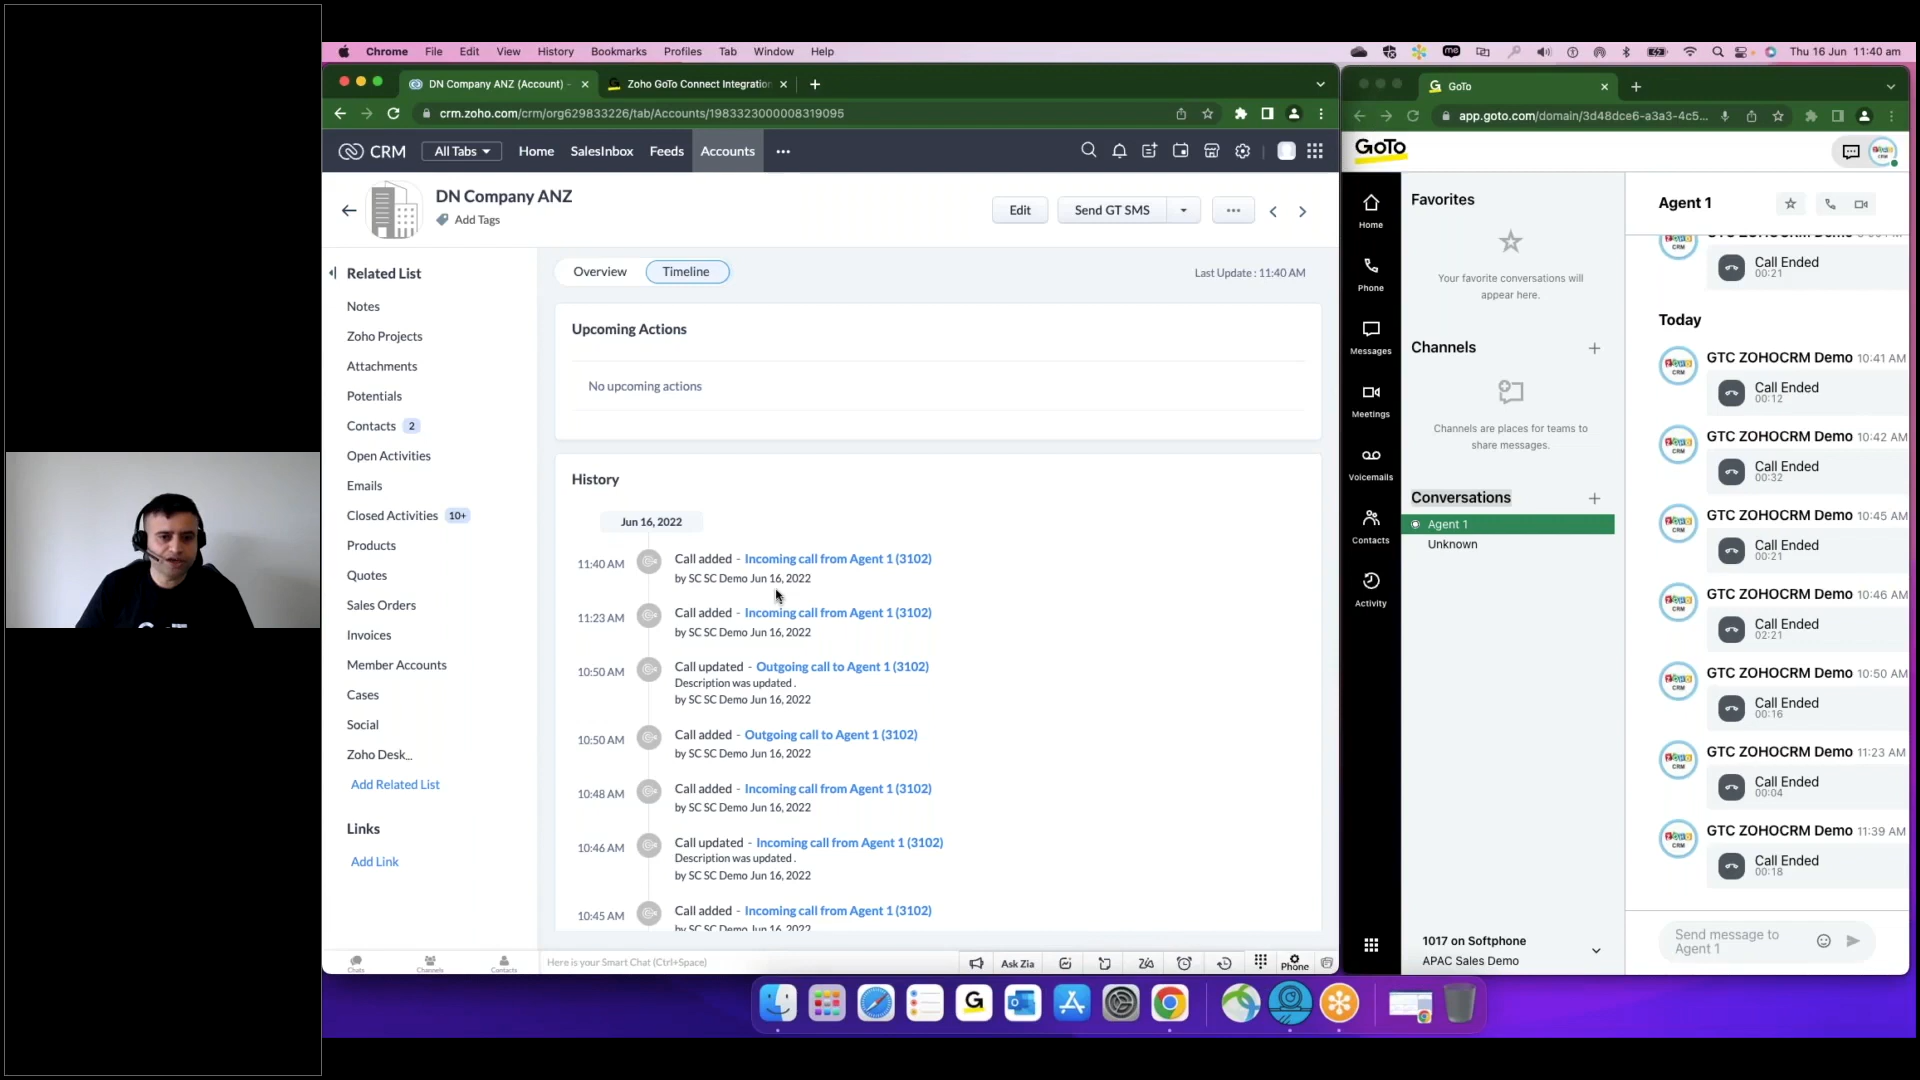 Chrome File Edit View History Bookmarks Profiles Tab Window Help
me
Thu 16 Jun 11:40 am
DN Company ANZ (Account) -
Zoho GoTo Connect Integration
crm.zoho.com/crm/org629833226/tab/Accounts/1983323000008319095
CRM
All Tabs
Home
SalesInbox
Feeds
Accounts
DN Company ANZ
Add Tags
Edit
Send GT SMS
Related List
Notes
Zoho Projects
Attachments
Potentials
Contacts 2
Open Activities
Emails
Closed Activities 10+
Products
Quotes
Sales Orders
Invoices
Member Accounts
Cases
Social
Zoho Desk...
Add Related List
Links
Add Link
Overview
Timeline
Last Update : 11:40 AM
Upcoming Actions
No upcoming actions
History
Jun 16, 2022
11:40 AM
Call added - Incoming call from Agent 1 (3102)
by SC SC Demo Jun 16, 2022
11:23 AM
Call added - Incoming call from Agent 1 (3102)
by SC SC Demo Jun 16, 2022
10:50 AM
Call updated - Outgoing call to Agent 1 (3102)
Description was updated .
by SC SC Demo Jun 16, 2022
10:50 AM
Call added - Outgoing call to Agent 1 (3102)
by SC SC Demo Jun 16, 2022
10:48 AM
Call added - Incoming call from Agent 1 (3102)
by SC SC Demo Jun 16, 2022
10:46 AM
Call updated - Incoming call from Agent 1 (3102)
Description was updated .
by SC SC Demo Jun 16, 2022
10:45 AM
Call added - Incoming call from Agent 1 (3102)
by SC SC Demo Jun 16, 2022
Chats
Channels
Contacts
Here is your Smart Chat (Ctrl+Space)
Ask Zia
Phone
GoTo
app.goto.com/domain/3d48dce6-a3a3-4c5...
GoTo
Home
Phone
Messages
Meetings
Voicemails
Contacts
Activity
Favorites
Your favorite conversations will
appear here.
Channels
Channels are places for teams to
share messages.
Conversations
Agent 1
Unknown
1017 on Softphone
APAC Sales Demo
Agent 1
Call Ended
00:21
Today
GTC ZOHOCRM Demo 10:41 AM
Call Ended
00:12
GTC ZOHOCRM Demo 10:42 AM
Call Ended
00:32
GTC ZOHOCRM Demo 10:45 AM
Call Ended
00:21
GTC ZOHOCRM Demo 10:46 AM
Call Ended
02:21
GTC ZOHOCRM Demo 10:50 AM
Call Ended
00:16
GTC ZOHOCRM Demo 11:23 AM
Call Ended
00:04
GTC ZOHOCRM Demo 11:39 AM
Call Ended
00:18
Send message to
Agent 1